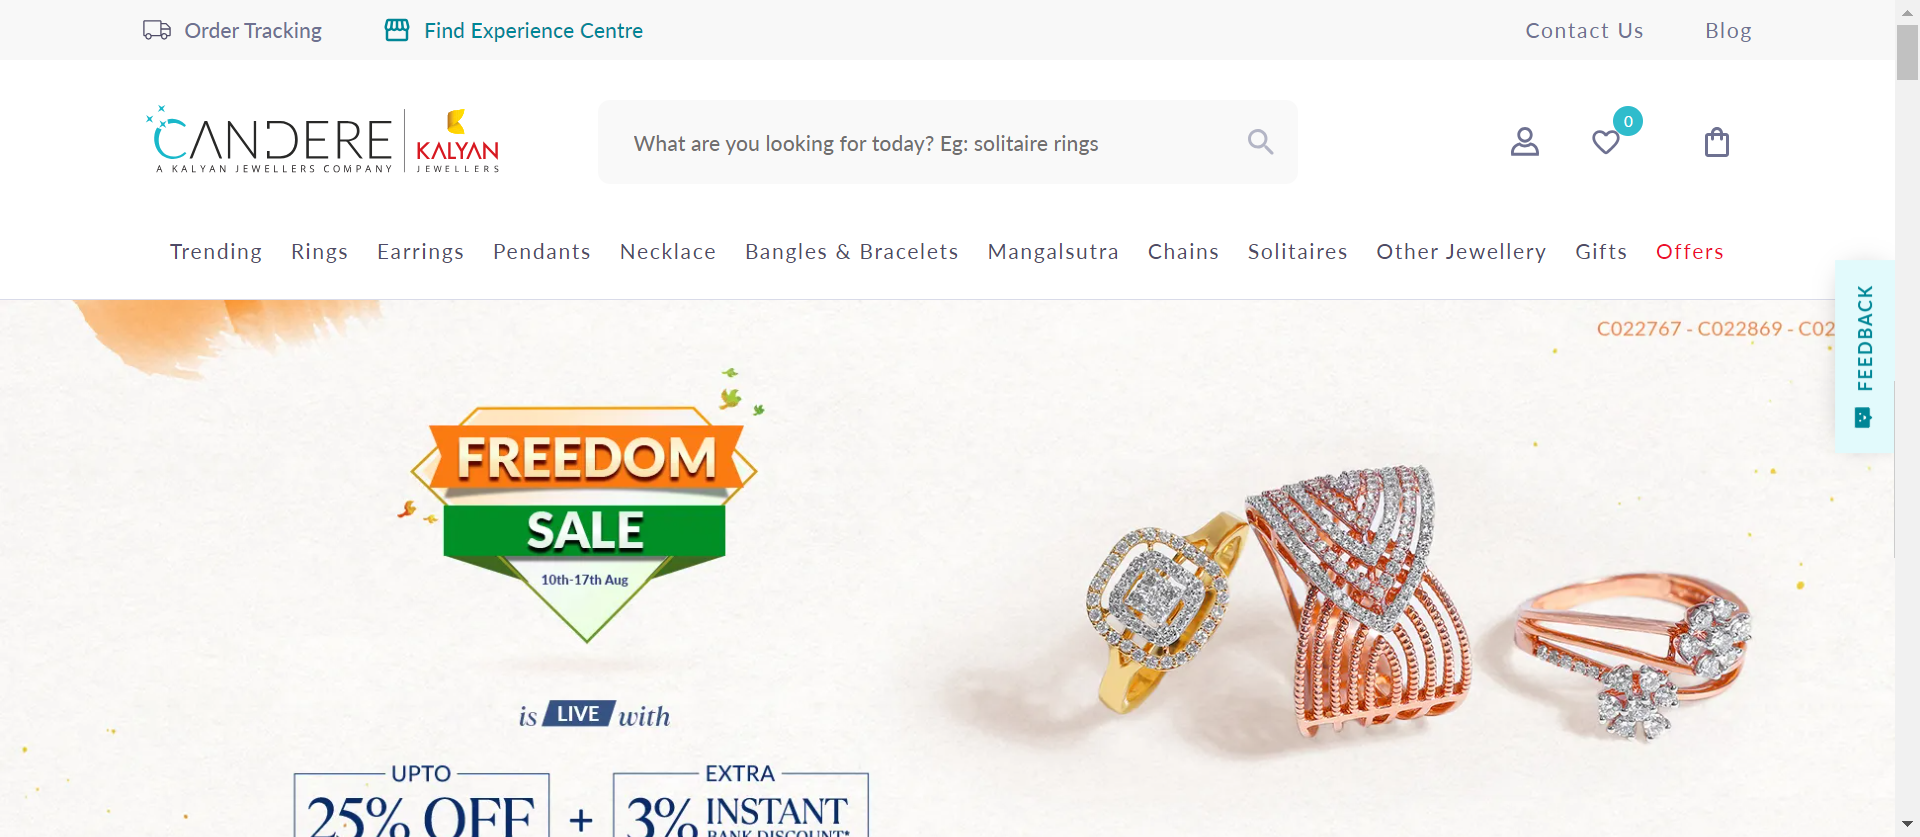 Order Tracking
Find Experience Centre
Contact Us
Blog
CANDERE
A KALYAN JEWELLERS COMPANY
KALYAN
JEWELLERS
What are you looking for today? Eg: solitaire rings
0
Trending
Rings
Earrings
Pendants
Necklace
Bangles & Bracelets
Mangalsutra
Chains
Solitaires
Other Jewellery
Gifts
Offers
FEEDBACK
C022767 - C022869 - C02
FREEDOM
SALE
10th-17th Aug
is LIVE with
UPTO
25% OFF
+
EXTRA
3% INSTANT
BANK DISCOUNT*